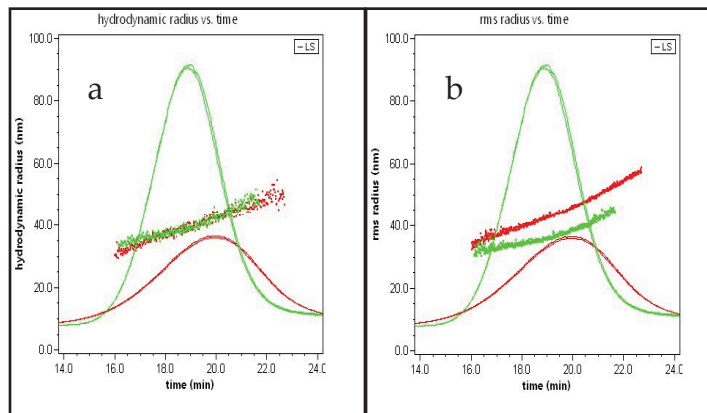 hydrodynamic radius vs. time
100.0
80.0
60.0
40.0
20.0
0.0
14.0 16.0 18.0 20.0 22.0 24.0
time (min)
hydrodynamic radius (nm)
LS
a
rms radius vs. time
100.0
80.0
60.0
40.0
20.0
0.0
14.0 16.0 18.0 20.0 22.0 24.0
time (min)
rms radius (nm)
LS
b